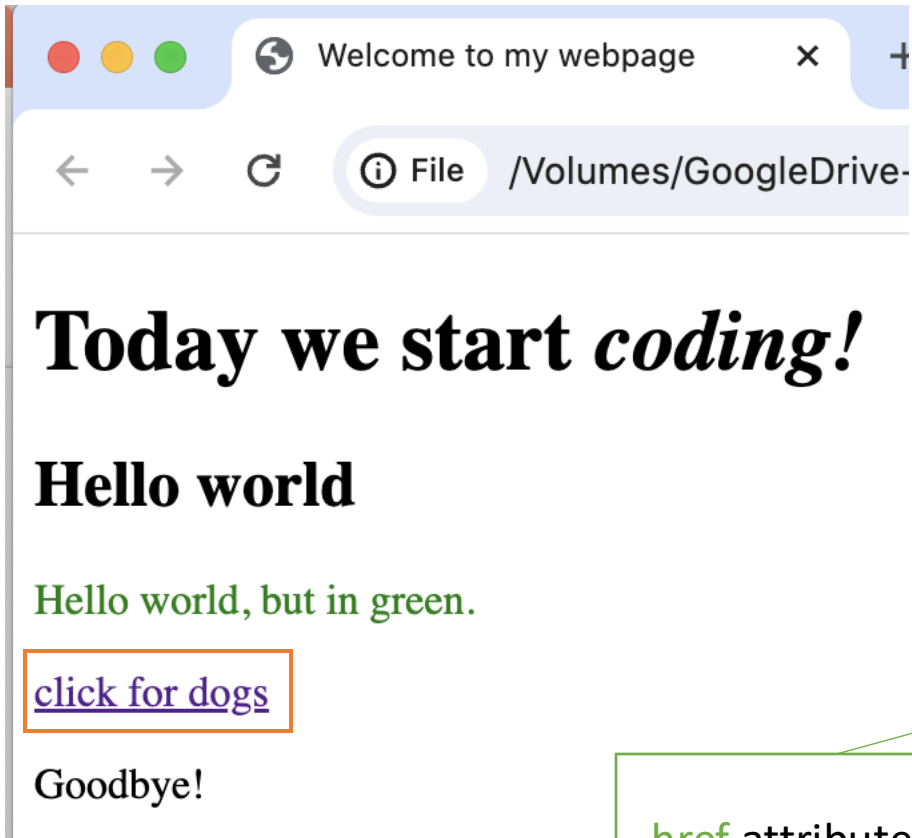 Welcome to my webpage
File /Volumes/GoogleDrive-
Today we start coding!
Hello world
Hello world, but in green.
click for dogs
Goodbye!
href attribute